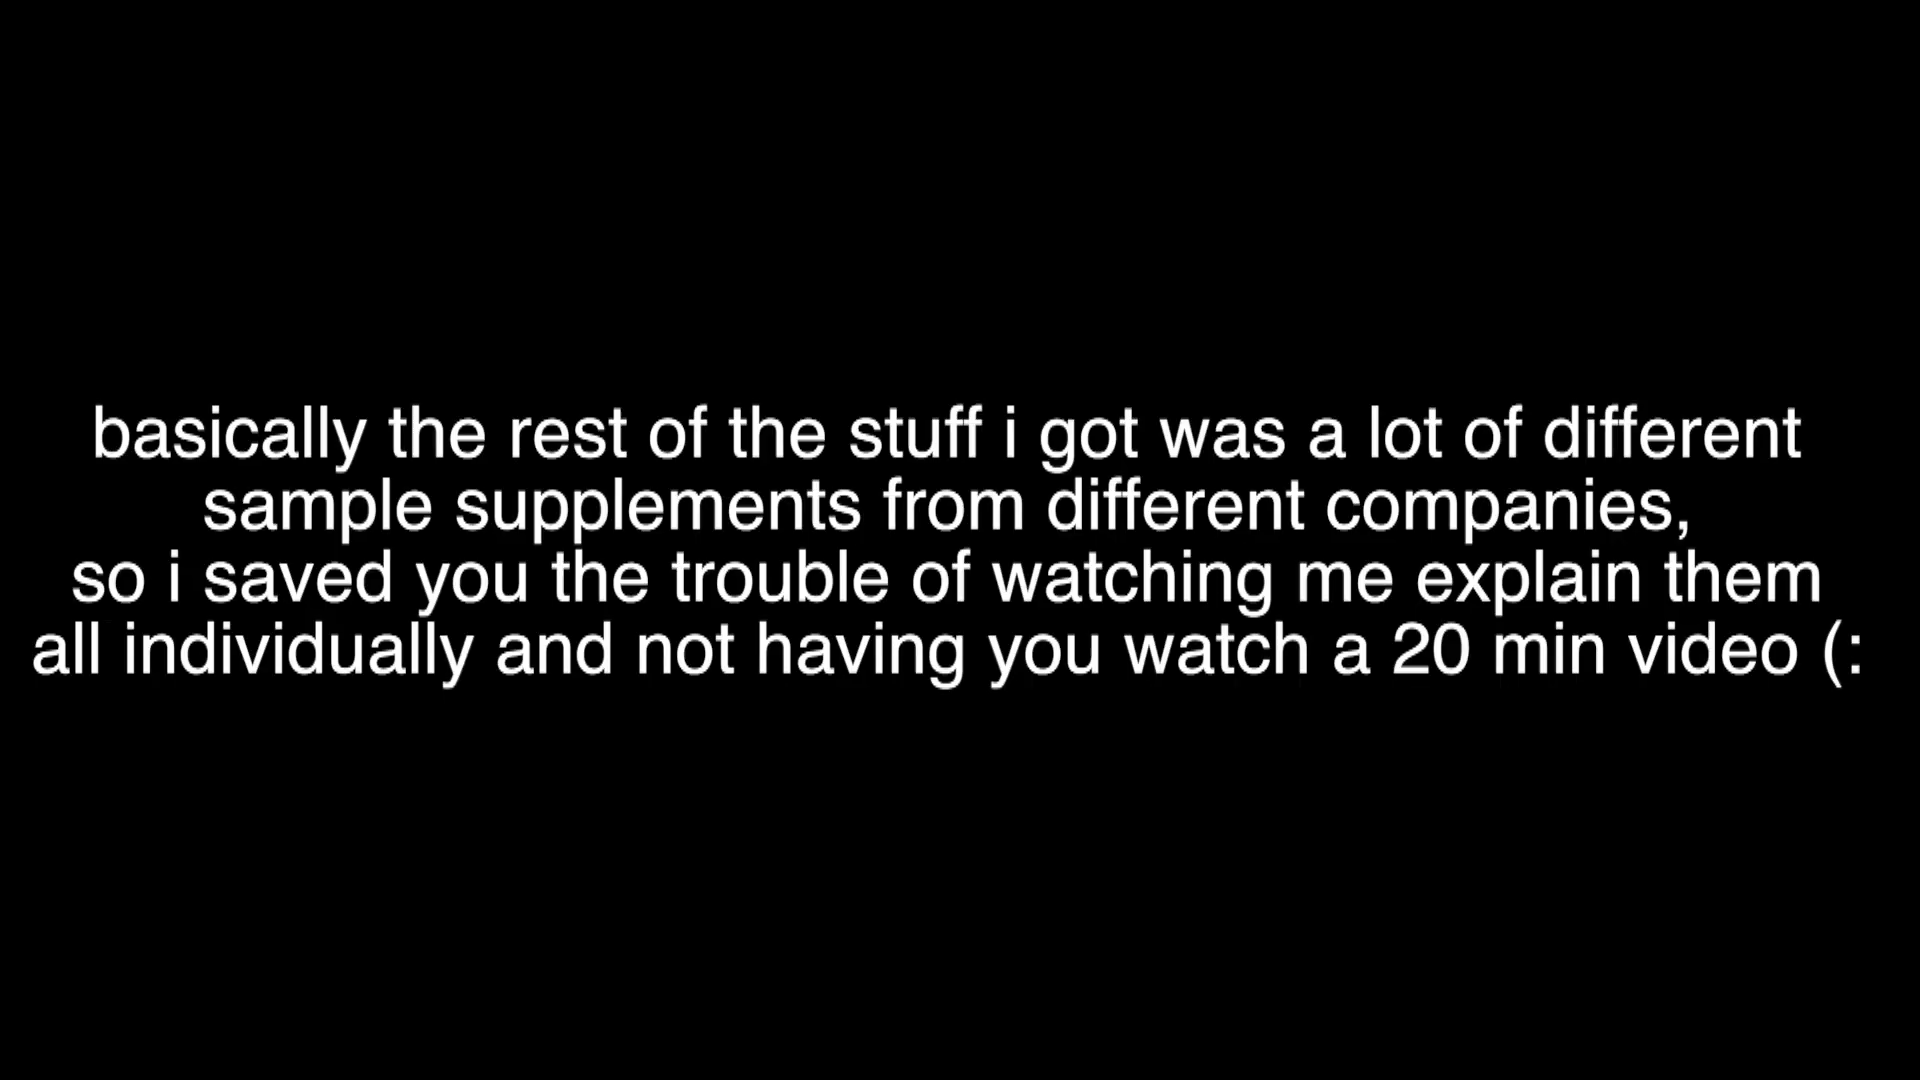 basically the rest of the stuff i got was a lot of different
sample supplements from different companies,
so i saved you the trouble of watching me explain them
all individually and not having you watch a 20 min video (: